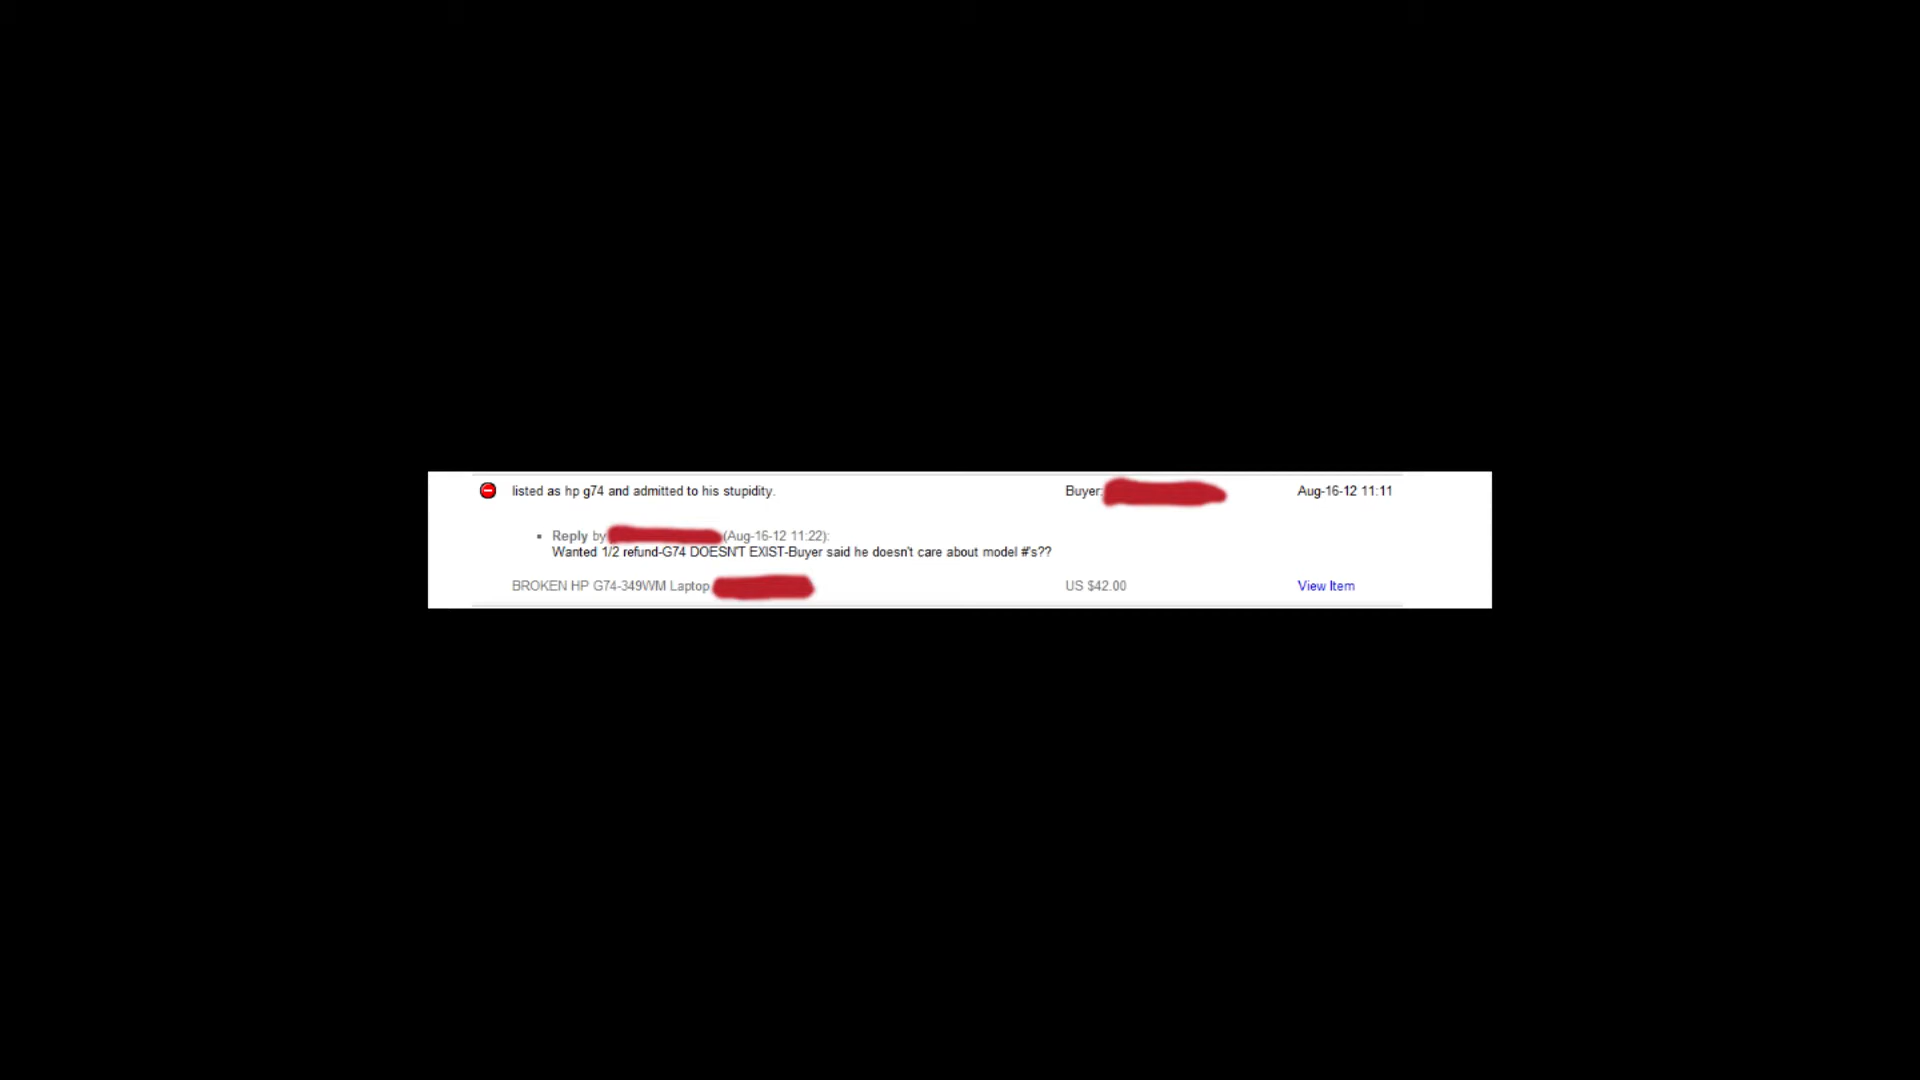 listed as hp g74 and admitted to his stupidity. Buyer: Aug-16-12 11:11
Reply by (Aug-16-12 11:22):
Wanted 1/2 refund-G74 DOESN'T EXIST-Buyer said he doesn't care about model #'s??
BROKEN HP G74-349WM Laptop US $42.00 View Item